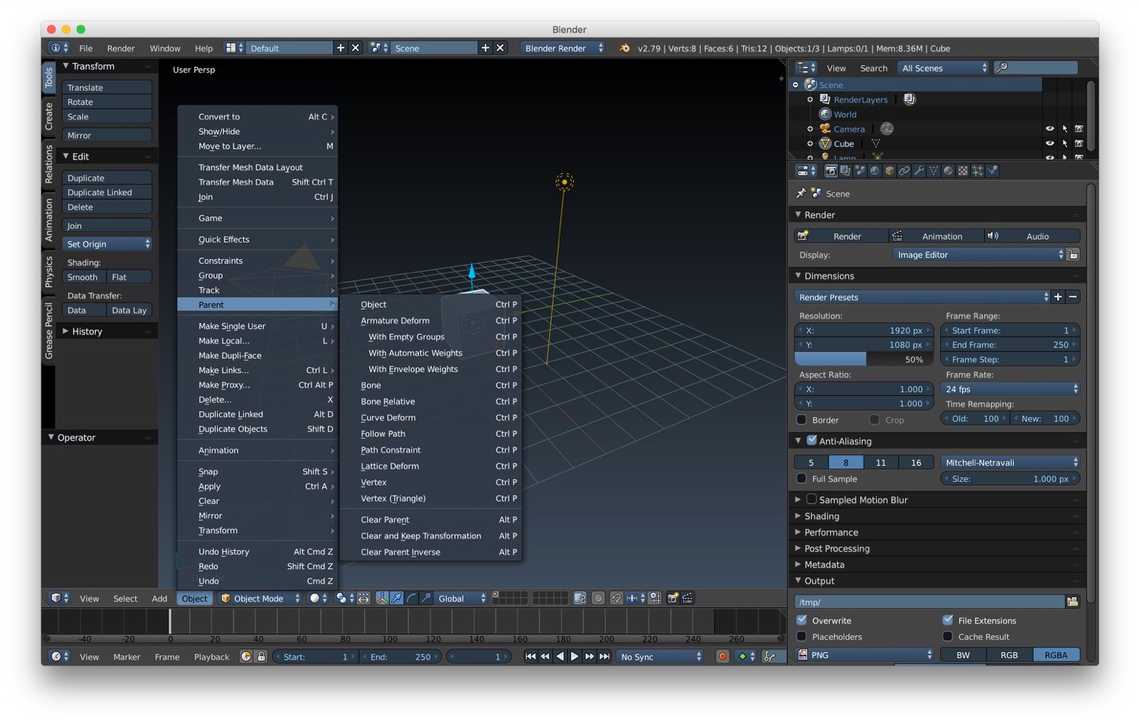 Blender
File Render Window Help Default Scene Blender Render v2.79 | Verts:8 | Faces:6 | Tris:12 | Objects:1/3 | Lamps:0/1 | Mem:8.36M | Cube
Tools
Create
Relations
Animation
Physics
Grease Pencil
Transform
Translate
Rotate
Scale
Mirror
Edit
Duplicate
Duplicate Linked
Delete
Join
Set Origin
Shading:
Smooth Flat
Data Transfer:
Data Data Lay
History
Operator
User Persp
Convert to Alt C
Show/Hide
Move to Layer... M
Transfer Mesh Data Layout
Transfer Mesh Data Shift Ctrl T
Join Ctrl J
Game
Quick Effects
Constraints
Group
Track
Parent
Make Single User U
Make Local... L
Make Dupli-Face
Make Links... Ctrl L
Make Proxy... Ctrl Alt P
Delete... X
Duplicate Linked Alt D
Duplicate Objects Shift D
Animation
Snap Shift S
Apply Ctrl A
Clear
Mirror
Transform
Undo History Alt Cmd Z
Redo Shift Cmd Z
Undo Cmd Z
Object Ctrl P
Armature Deform Ctrl P
With Empty Groups Ctrl P
With Automatic Weights Ctrl P
With Envelope Weights Ctrl P
Bone Ctrl P
Bone Relative Ctrl P
Curve Deform Ctrl P
Follow Path Ctrl P
Path Constraint Ctrl P
Lattice Deform Ctrl P
Vertex Ctrl P
Vertex (Triangle) Ctrl P
Clear Parent Alt P
Clear and Keep Transformation Alt P
Clear Parent Inverse Alt P
View Select Add Object Object Mode Global
-40 -20 0 20 40 60 80 100 120 140 160 180 200 220 240 260
View Marker Frame Playback Start: 1 End: 250 1 No Sync
View Search All Scenes
Scene
RenderLayers
World
Camera
Cube
Lamp
Scene
Render
Render Animation Audio
Display: Image Editor
Dimensions
Render Presets
Resolution: Frame Range:
X: 1920 px Start Frame: 1
Y: 1080 px End Frame: 250
50% Frame Step: 1
Aspect Ratio: Frame Rate:
X: 1.000 24 fps
Y: 1.000 Time Remapping:
Border Crop Old: 100 New: 100
Anti-Aliasing
5 8 11 16 Mitchell-Netravali
Full Sample Size: 1.000 px
Sampled Motion Blur
Shading
Performance
Post Processing
Metadata
Output
/tmp/
Overwrite File Extensions
Placeholders Cache Result
PNG BW RGB RGBA